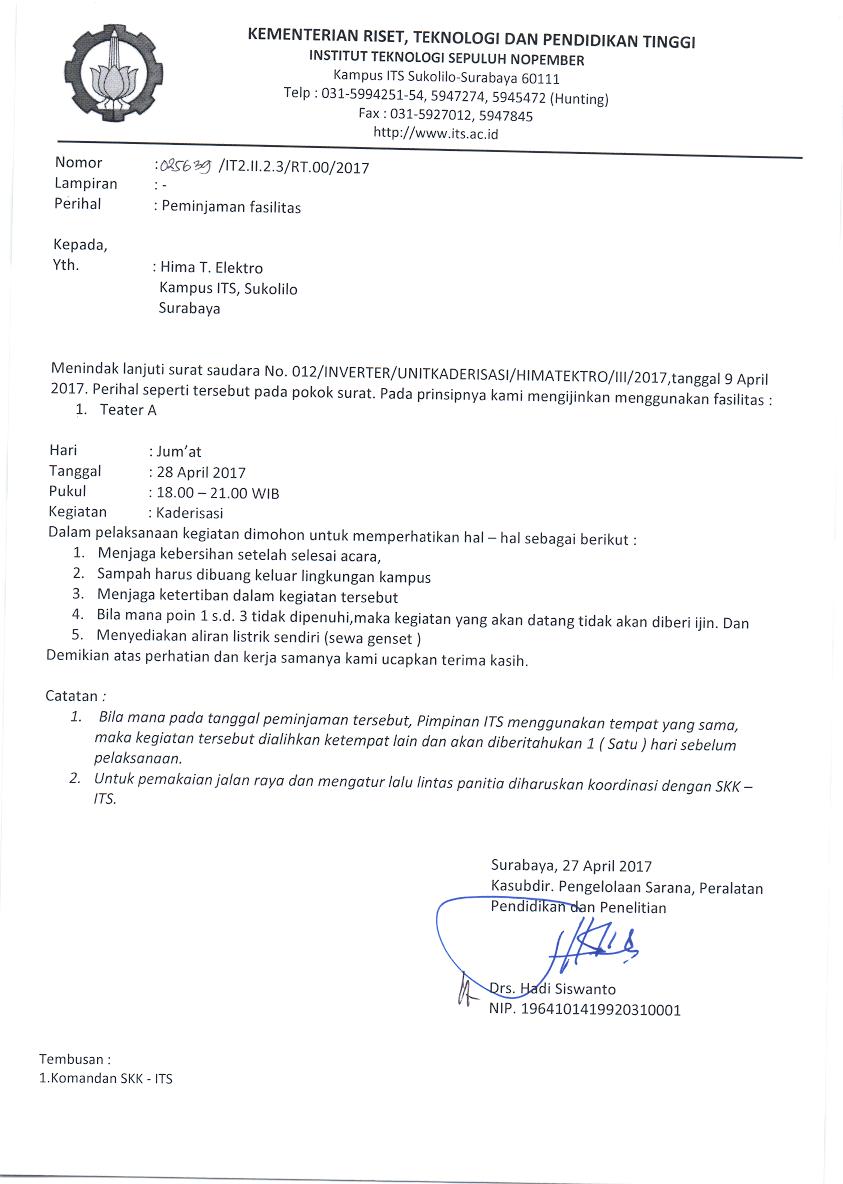 KEMENTERIAN RISET, TEKNOLOGI DAN PENDIDIKAN TINGGI
INSTITUT TEKNOLOGI SEPULUH NOPEMBER
Kampus ITS Sukolilo-Surabaya 60111
Telp : 031-5994251-54, 5947274, 5945472 (Hunting)
Fax : 031-5927012, 5947845
http://www.its.ac.id
Nomor : 025639 /IT2.II.2.3/RT.00/2017
Lampiran : -
Perihal : Peminjaman fasilitas
Kepada,
Yth. : Hima T. Elektro
Kampus ITS, Sukolilo
Surabaya
Menindak lanjuti surat saudara No. 012/INVERTER/UNITKADERISASI/HIMATEKTRO/III/2017,tanggal 9 April
2017. Perihal seperti tersebut pada pokok surat. Pada prinsipnya kami mengijinkan menggunakan fasilitas :
1. Teater A
Hari : Jum'at
Tanggal : 28 April 2017
Pukul : 18.00 – 21.00 WIB
Kegiatan : Kaderisasi
Dalam pelaksanaan kegiatan dimohon untuk memperhatikan hal – hal sebagai berikut :
1. Menjaga kebersihan setelah selesai acara,
2. Sampah harus dibuang keluar lingkungan kampus
3. Menjaga ketertiban dalam kegiatan tersebut
4. Bila mana poin 1 s.d. 3 tidak dipenuhi,maka kegiatan yang akan datang tidak akan diberi ijin. Dan
5. Menyediakan aliran listrik sendiri (sewa genset )
Demikian atas perhatian dan kerja samanya kami ucapkan terima kasih.
Catatan :
1. Bila mana pada tanggal peminjaman tersebut, Pimpinan ITS menggunakan tempat yang sama,
maka kegiatan tersebut dialihkan ketempat lain dan akan diberitahukan 1 ( Satu ) hari sebelum
pelaksanaan.
2. Untuk pemakaian jalan raya dan mengatur lalu lintas panitia diharuskan koordinasi dengan SKK –
ITS.
Surabaya, 27 April 2017
Kasubdir. Pengelolaan Sarana, Peralatan
Pendidikan dan Penelitian
Drs. Hadi Siswanto
NIP. 1964101419920310001
Tembusan :
1.Komandan SKK - ITS